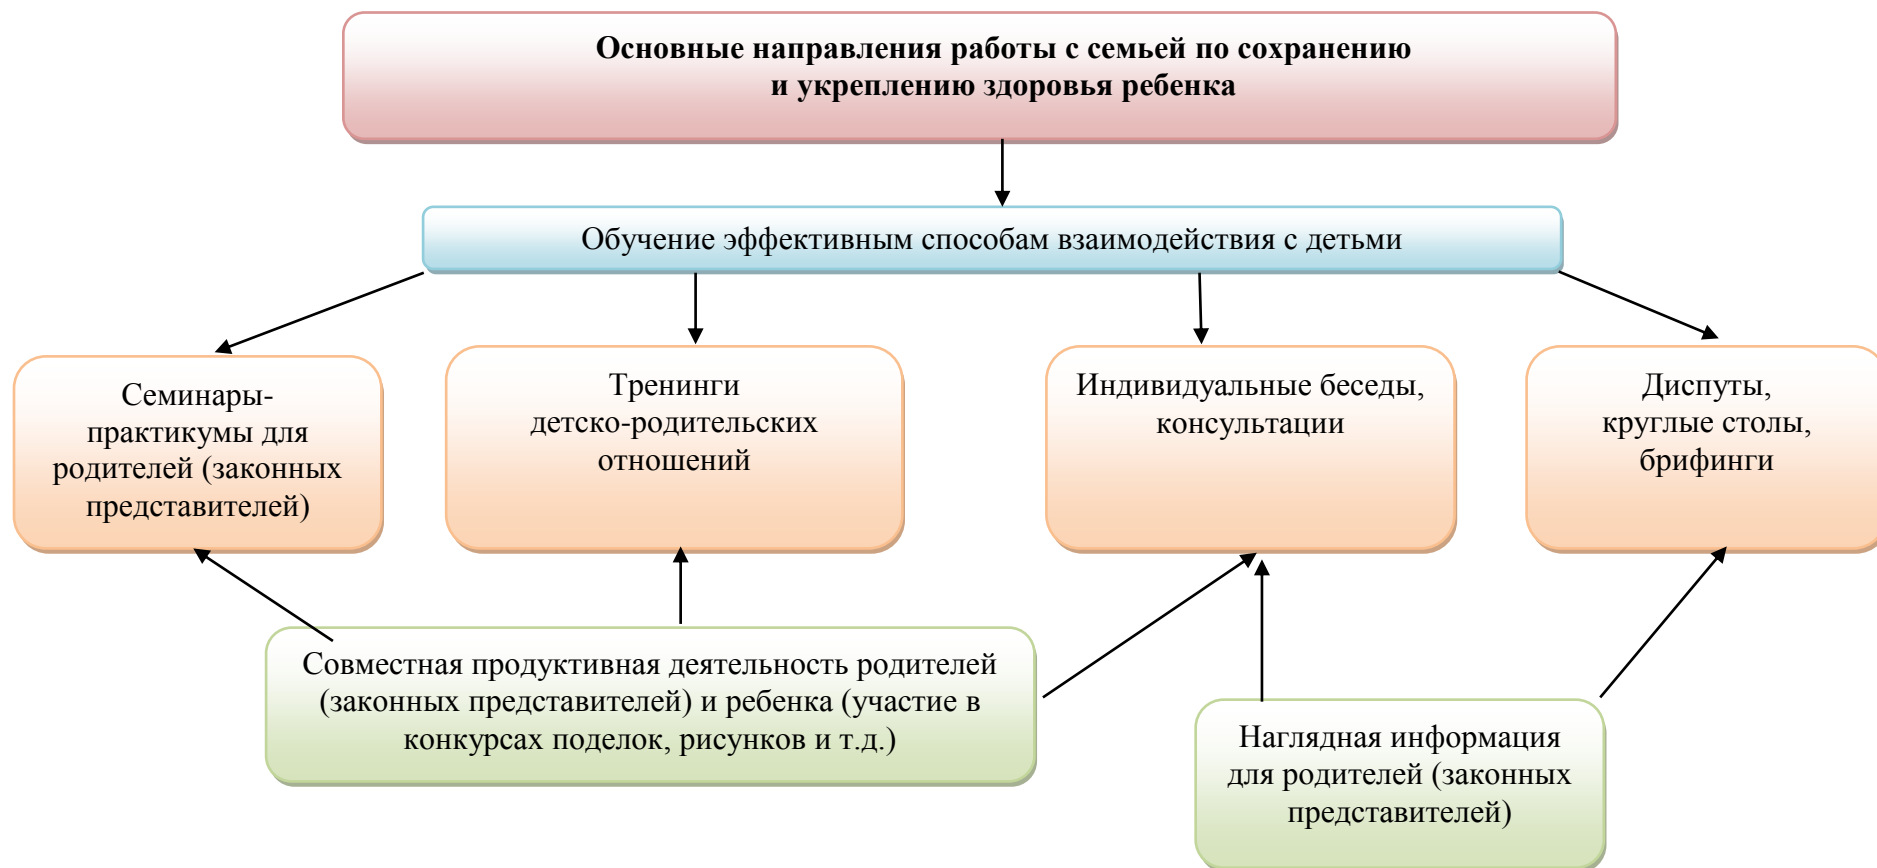 Основные направления работы с семьей по сохранению
и укреплению здоровья ребенка
Обучение эффективным способам взаимодействия с детьми
Семинары-
практикумы для
родителей (законных
представителей)
Тренинги
детско-родительских
отношений
Индивидуальные беседы,
консультации
Диспуты,
круглые столы,
брифинги
Совместная продуктивная деятельность родителей
(законных представителей) и ребенка (участие в
конкурсах поделок, рисунков и т.д.)
Наглядная информация
для родителей (законных
представителей)